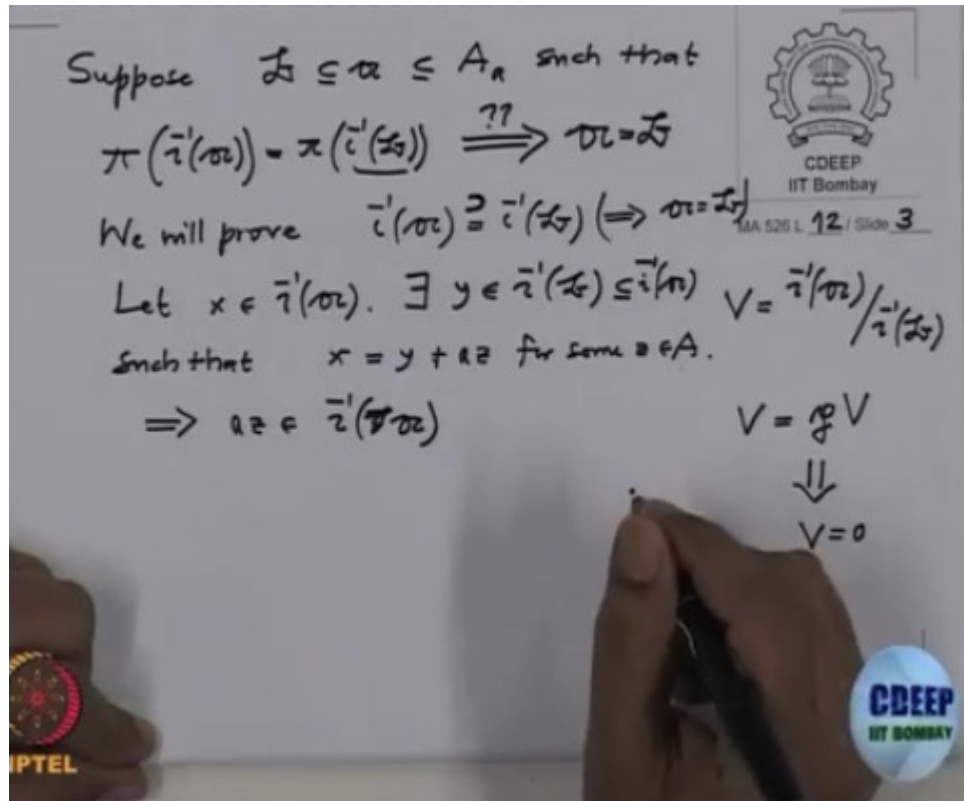 Suppose 𝔟 ⊆ 𝔞 ⊆ A_a such that
π(i⁻¹(𝔞)) = π(i⁻¹(𝔟)) ⟹?? 𝔞 = 𝔟
We will prove i⁻¹(𝔞) ?= i⁻¹(𝔟) (⟹ 𝔞 = 𝔟)
Let x ∈ i⁻¹(𝔞). ∃ y ∈ i⁻¹(𝔟) ⊆ i⁻¹(𝔞)
such that x = y + az for some z ∈ A.
⟹ az ∈ i⁻¹(𝔞)
V = i⁻¹(𝔞)/i⁻¹(𝔟)
V = 𝔭V
⇓
V = 0
CDEEP
IIT Bombay
MA 526 L 12 / Slide 3
IPTEL
CDEEP
IIT BOMBAY